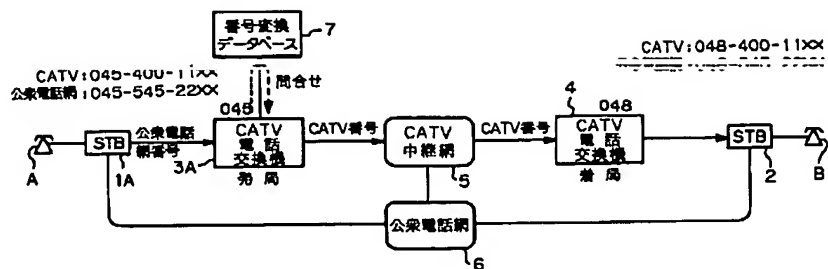 番号変換
データベース
7
CATV:045-400-11XX
公衆電話網:045-545-22XX
問合せ
CATV:048-400-11XX
045
4
048
A
STB
1A
公衆電話
網番号
CATV
電話
交換機
3A
発局
CATV番号
CATV
中継網
5
CATV番号
CATV
電話
交換機
着局
STB
2
B
公衆電話網
6